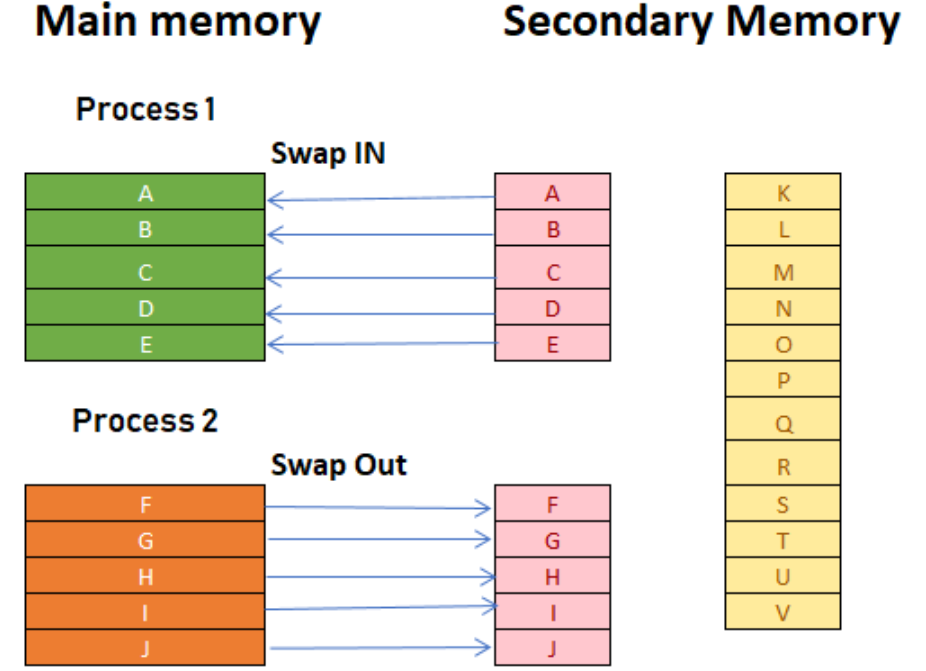 Main memory
Secondary Memory
Process 1
Swap IN
A
B
C
D
E
A
B
C
D
E
Process 2
Swap Out
F
G
H
I
J
F
G
H
I
J
K
L
M
N
O
P
Q
R
S
T
U
V